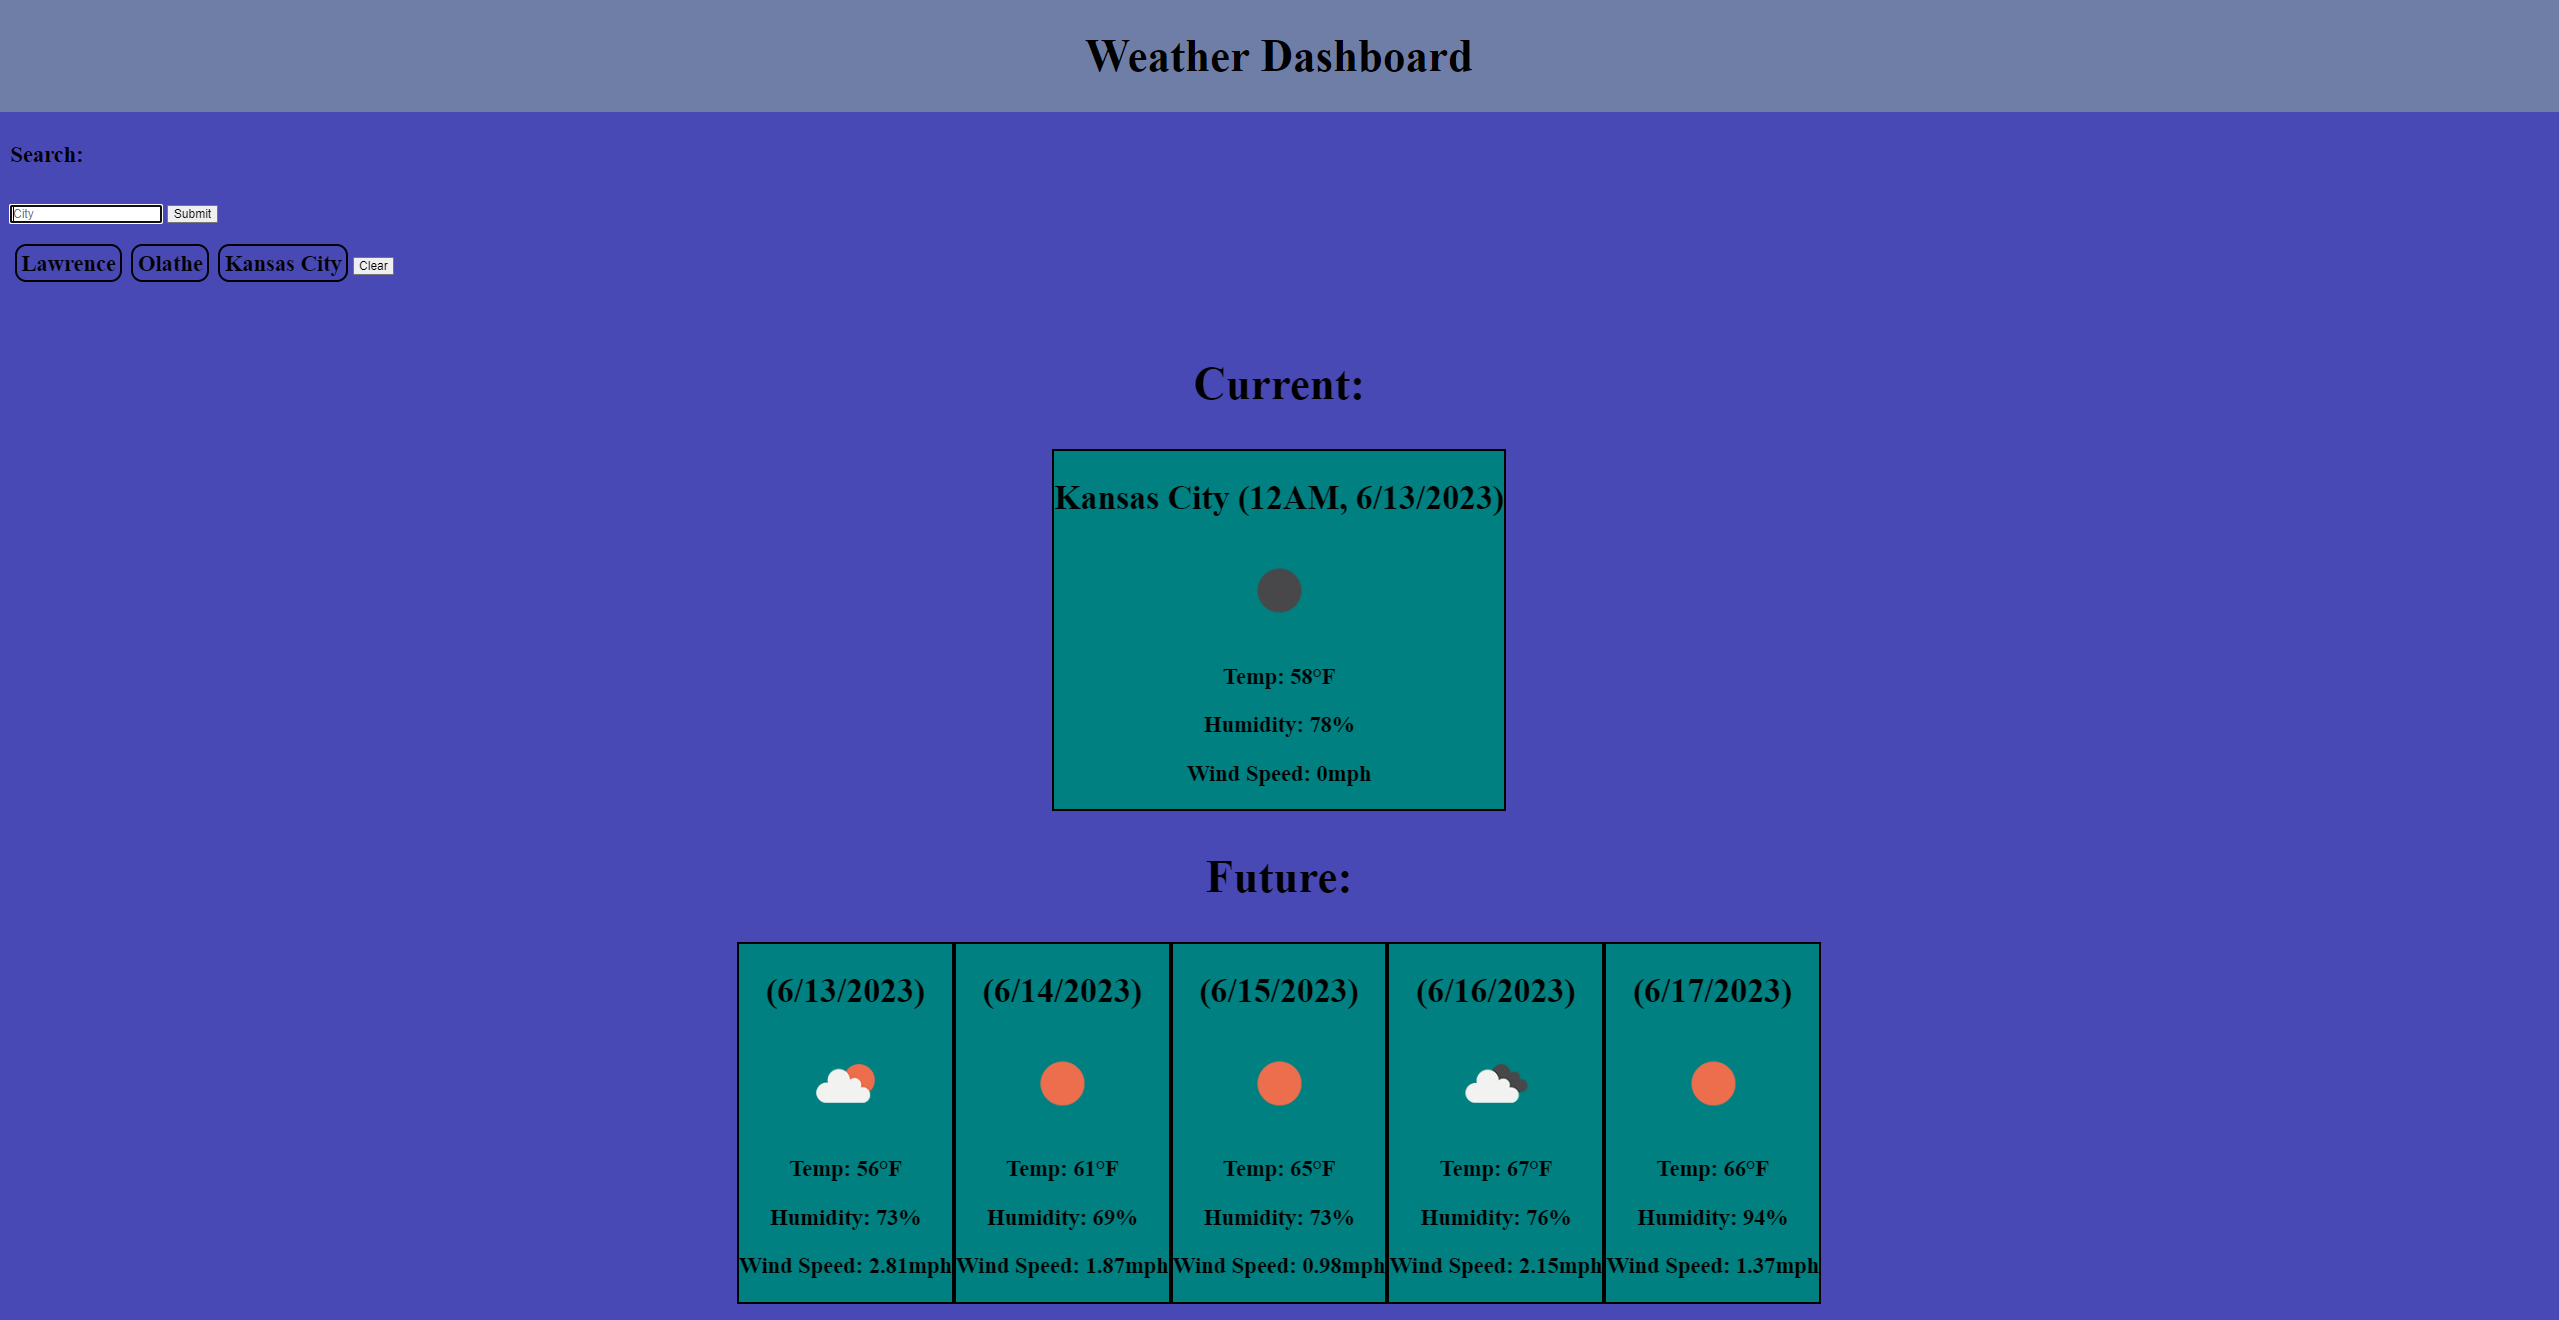 Weather Dashboard
Search:
City Submit
Lawrence Olathe Kansas City Clear
Current:
Kansas City (12AM, 6/13/2023)
Temp: 58°F
Humidity: 78%
Wind Speed: 0mph
Future:
(6/13/2023) (6/14/2023) (6/15/2023) (6/16/2023) (6/17/2023)
Temp: 56°F Temp: 61°F Temp: 65°F Temp: 67°F Temp: 66°F
Humidity: 73% Humidity: 69% Humidity: 73% Humidity: 76% Humidity: 94%
Wind Speed: 2.81mph Wind Speed: 1.87mph Wind Speed: 0.98mph Wind Speed: 2.15mph Wind Speed: 1.37mph